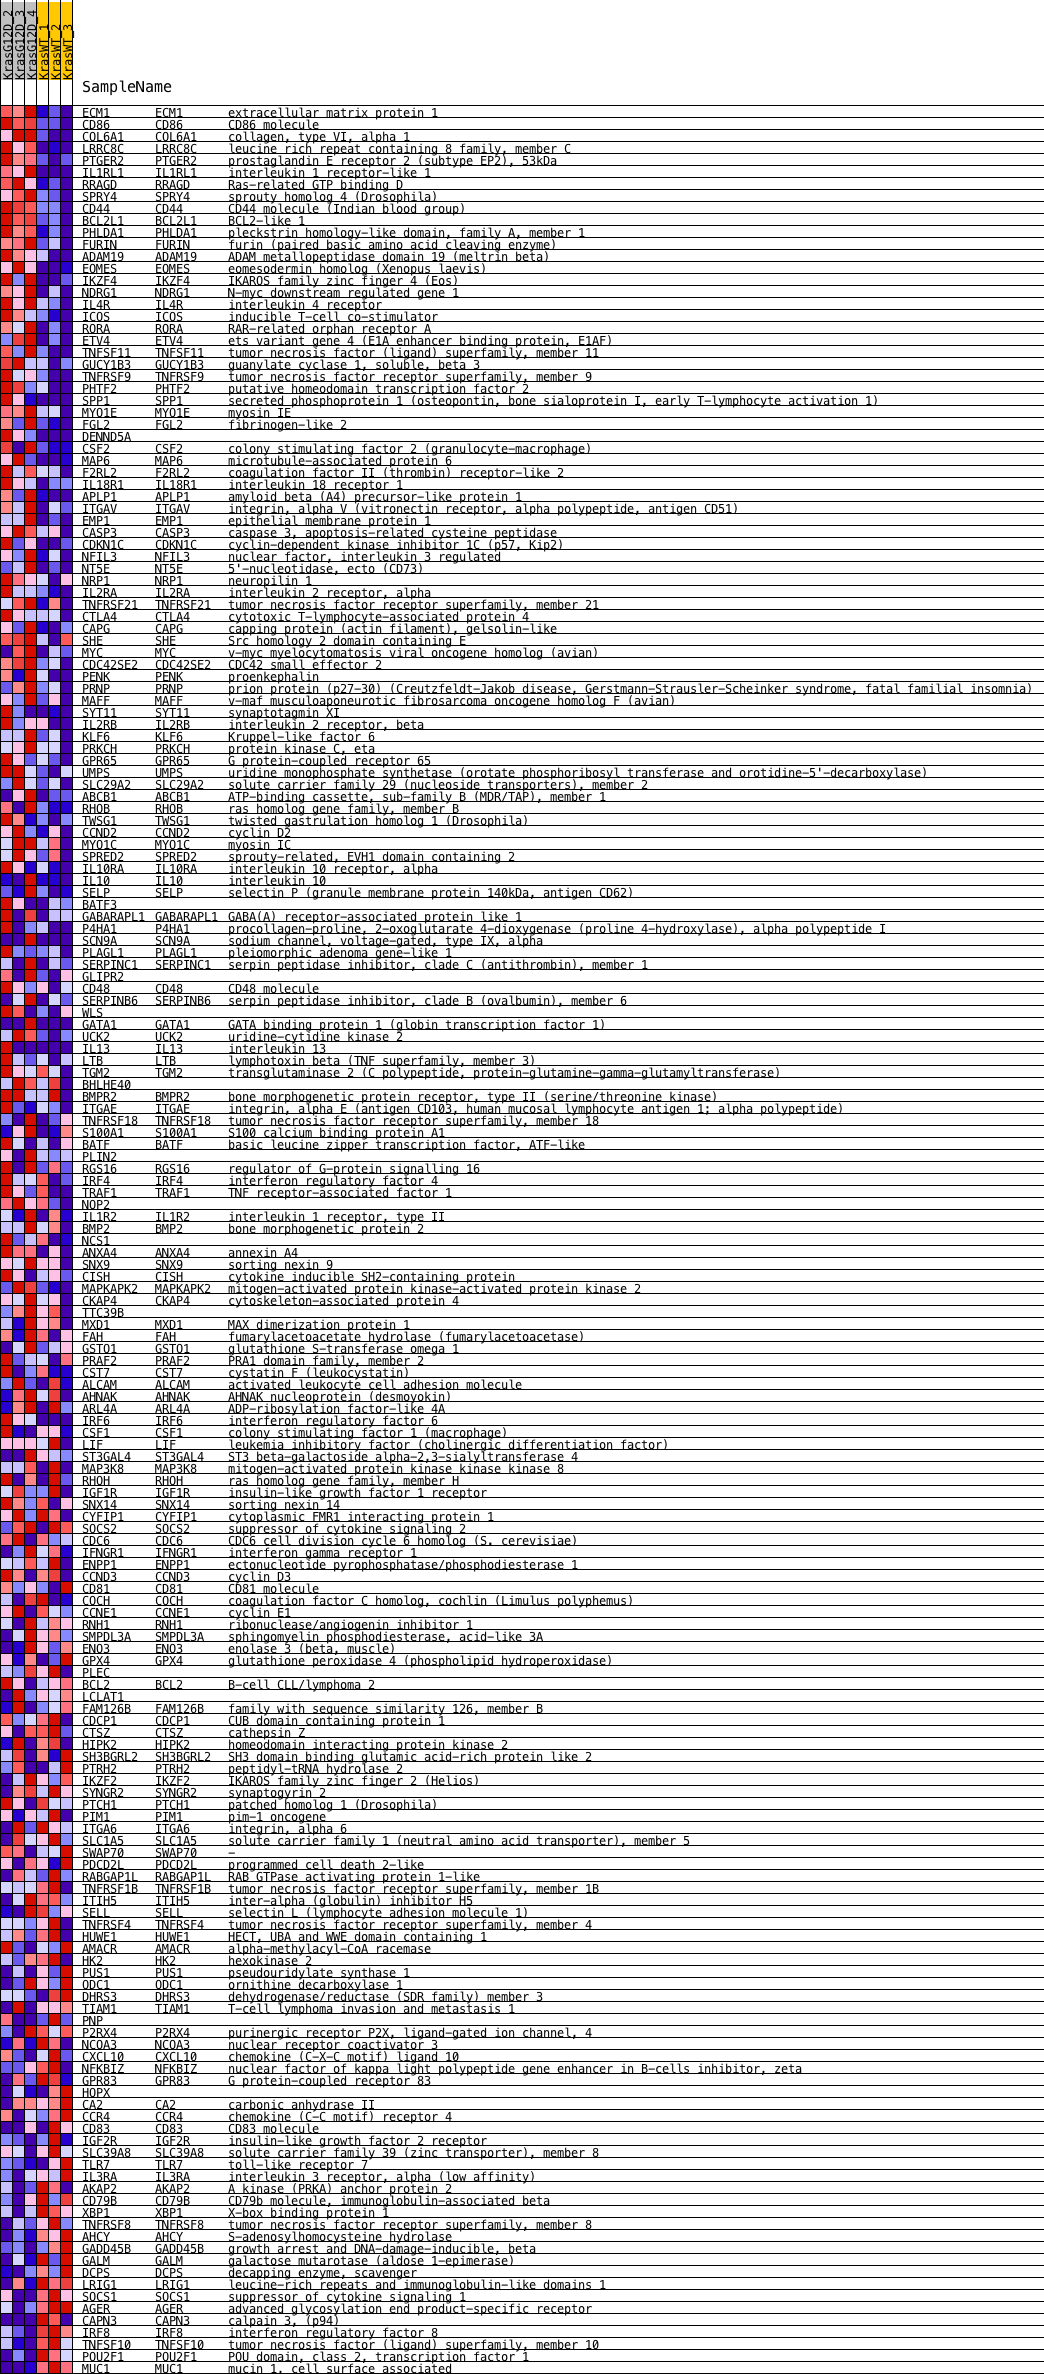 KrasG12D_2
KrasG12D_3
KrasG12D_4
KrasWT_1
KrasWT_2
KrasWT_3
SampleName
ECM1 ECM1 extracellular matrix protein 1
CD86 CD86 CD86 molecule
COL6A1 COL6A1 collagen, type VI, alpha 1
LRRC8C LRRC8C leucine rich repeat containing 8 family, member C
PTGER2 PTGER2 prostaglandin E receptor 2 (subtype EP2), 53kDa
IL1RL1 IL1RL1 interleukin 1 receptor-like 1
RRAGD RRAGD Ras-related GTP binding D
SPRY4 SPRY4 sprouty homolog 4 (Drosophila)
CD44 CD44 CD44 molecule (Indian blood group)
BCL2L1 BCL2L1 BCL2-like 1
PHLDA1 PHLDA1 pleckstrin homology-like domain, family A, member 1
FURIN FURIN furin (paired basic amino acid cleaving enzyme)
ADAM19 ADAM19 ADAM metallopeptidase domain 19 (meltrin beta)
EOMES EOMES eomesodermin homolog (Xenopus laevis)
IKZF4 IKZF4 IKAROS family zinc finger 4 (Eos)
NDRG1 NDRG1 N-myc downstream regulated gene 1
IL4R IL4R interleukin 4 receptor
ICOS ICOS inducible T-cell co-stimulator
RORA RORA RAR-related orphan receptor A
ETV4 ETV4 ets variant gene 4 (E1A enhancer binding protein, E1AF)
TNFSF11 TNFSF11 tumor necrosis factor (ligand) superfamily, member 11
GUCY1B3 GUCY1B3 guanylate cyclase 1, soluble, beta 3
TNFRSF9 TNFRSF9 tumor necrosis factor receptor superfamily, member 9
PHTF2 PHTF2 putative homeodomain transcription factor 2
SPP1 SPP1 secreted phosphoprotein 1 (osteopontin, bone sialoprotein I, early T-lymphocyte activation 1)
MYO1E MYO1E myosin IE
FGL2 FGL2 fibrinogen-like 2
DENND5A
CSF2 CSF2 colony stimulating factor 2 (granulocyte-macrophage)
MAP6 MAP6 microtubule-associated protein 6
F2RL2 F2RL2 coagulation factor II (thrombin) receptor-like 2
IL18R1 IL18R1 interleukin 18 receptor 1
APLP1 APLP1 amyloid beta (A4) precursor-like protein 1
ITGAV ITGAV integrin, alpha V (vitronectin receptor, alpha polypeptide, antigen CD51)
EMP1 EMP1 epithelial membrane protein 1
CASP3 CASP3 caspase 3, apoptosis-related cysteine peptidase
CDKN1C CDKN1C cyclin-dependent kinase inhibitor 1C (p57, Kip2)
NFIL3 NFIL3 nuclear factor, interleukin 3 regulated
NT5E NT5E 5'-nucleotidase, ecto (CD73)
NRP1 NRP1 neuropilin 1
IL2RA IL2RA interleukin 2 receptor, alpha
TNFRSF21 TNFRSF21 tumor necrosis factor receptor superfamily, member 21
CTLA4 CTLA4 cytotoxic T-lymphocyte-associated protein 4
CAPG CAPG capping protein (actin filament), gelsolin-like
SHE SHE Src homology 2 domain containing E
MYC MYC v-myc myelocytomatosis viral oncogene homolog (avian)
CDC42SE2 CDC42SE2 CDC42 small effector 2
PENK PENK proenkephalin
PRNP PRNP prion protein (p27-30) (Creutzfeldt-Jakob disease, Gerstmann-Strausler-Scheinker syndrome, fatal familial insomnia)
MAFF MAFF v-maf musculoaponeurotic fibrosarcoma oncogene homolog F (avian)
SYT11 SYT11 synaptotagmin XI
IL2RB IL2RB interleukin 2 receptor, beta
KLF6 KLF6 Kruppel-like factor 6
PRKCH PRKCH protein kinase C, eta
GPR65 GPR65 G protein-coupled receptor 65
UMPS UMPS uridine monophosphate synthetase (orotate phosphoribosyl transferase and orotidine-5'-decarboxylase)
SLC29A2 SLC29A2 solute carrier family 29 (nucleoside transporters), member 2
ABCB1 ABCB1 ATP-binding cassette, sub-family B (MDR/TAP), member 1
RHOB RHOB ras homolog gene family, member B
TWSG1 TWSG1 twisted gastrulation homolog 1 (Drosophila)
CCND2 CCND2 cyclin D2
MYO1C MYO1C myosin IC
SPRED2 SPRED2 sprouty-related, EVH1 domain containing 2
IL10RA IL10RA interleukin 10 receptor, alpha
IL10 IL10 interleukin 10
SELP SELP selectin P (granule membrane protein 140kDa, antigen CD62)
BATF3
GABARAPL1 GABARAPL1 GABA(A) receptor-associated protein like 1
P4HA1 P4HA1 procollagen-proline, 2-oxoglutarate 4-dioxygenase (proline 4-hydroxylase), alpha polypeptide I
SCN9A SCN9A sodium channel, voltage-gated, type IX, alpha
PLAGL1 PLAGL1 pleiomorphic adenoma gene-like 1
SERPINC1 SERPINC1 serpin peptidase inhibitor, clade C (antithrombin), member 1
GLIPR2
CD48 CD48 CD48 molecule
SERPINB6 SERPINB6 serpin peptidase inhibitor, clade B (ovalbumin), member 6
WLS
GATA1 GATA1 GATA binding protein 1 (globin transcription factor 1)
UCK2 UCK2 uridine-cytidine kinase 2
IL13 IL13 interleukin 13
LTB LTB lymphotoxin beta (TNF superfamily, member 3)
TGM2 TGM2 transglutaminase 2 (C polypeptide, protein-glutamine-gamma-glutamyltransferase)
BHLHE40
BMPR2 BMPR2 bone morphogenetic protein receptor, type II (serine/threonine kinase)
ITGAE ITGAE integrin, alpha E (antigen CD103, human mucosal lymphocyte antigen 1; alpha polypeptide)
TNFRSF18 TNFRSF18 tumor necrosis factor receptor superfamily, member 18
S100A1 S100A1 S100 calcium binding protein A1
BATF BATF basic leucine zipper transcription factor, ATF-like
PLIN2
RGS16 RGS16 regulator of G-protein signalling 16
IRF4 IRF4 interferon regulatory factor 4
TRAF1 TRAF1 TNF receptor-associated factor 1
NOP2
IL1R2 IL1R2 interleukin 1 receptor, type II
BMP2 BMP2 bone morphogenetic protein 2
NCS1
ANXA4 ANXA4 annexin A4
SNX9 SNX9 sorting nexin 9
CISH CISH cytokine inducible SH2-containing protein
MAPKAPK2 MAPKAPK2 mitogen-activated protein kinase-activated protein kinase 2
CKAP4 CKAP4 cytoskeleton-associated protein 4
TTC39B
MXD1 MXD1 MAX dimerization protein 1
FAH FAH fumarylacetoacetate hydrolase (fumarylacetoacetase)
GSTO1 GSTO1 glutathione S-transferase omega 1
PRAF2 PRAF2 PRA1 domain family, member 2
CST7 CST7 cystatin F (leukocystatin)
ALCAM ALCAM activated leukocyte cell adhesion molecule
AHNAK AHNAK AHNAK nucleoprotein (desmoyokin)
ARL4A ARL4A ADP-ribosylation factor-like 4A
IRF6 IRF6 interferon regulatory factor 6
CSF1 CSF1 colony stimulating factor 1 (macrophage)
LIF LIF leukemia inhibitory factor (cholinergic differentiation factor)
ST3GAL4 ST3GAL4 ST3 beta-galactoside alpha-2,3-sialyltransferase 4
MAP3K8 MAP3K8 mitogen-activated protein kinase kinase kinase 8
RHOH RHOH ras homolog gene family, member H
IGF1R IGF1R insulin-like growth factor 1 receptor
SNX14 SNX14 sorting nexin 14
CYFIP1 CYFIP1 cytoplasmic FMR1 interacting protein 1
SOCS2 SOCS2 suppressor of cytokine signaling 2
CDC6 CDC6 CDC6 cell division cycle 6 homolog (S. cerevisiae)
IFNGR1 IFNGR1 interferon gamma receptor 1
ENPP1 ENPP1 ectonucleotide pyrophosphatase/phosphodiesterase 1
CCND3 CCND3 cyclin D3
CD81 CD81 CD81 molecule
COCH COCH coagulation factor C homolog, cochlin (Limulus polyphemus)
CCNE1 CCNE1 cyclin E1
RNH1 RNH1 ribonuclease/angiogenin inhibitor 1
SMPDL3A SMPDL3A sphingomyelin phosphodiesterase, acid-like 3A
ENO3 ENO3 enolase 3 (beta, muscle)
GPX4 GPX4 glutathione peroxidase 4 (phospholipid hydroperoxidase)
PLEC
BCL2 BCL2 B-cell CLL/lymphoma 2
LCLAT1
FAM126B FAM126B family with sequence similarity 126, member B
CDCP1 CDCP1 CUB domain containing protein 1
CTSZ CTSZ cathepsin Z
HIPK2 HIPK2 homeodomain interacting protein kinase 2
SH3BGRL2 SH3BGRL2 SH3 domain binding glutamic acid-rich protein like 2
PTRH2 PTRH2 peptidyl-tRNA hydrolase 2
IKZF2 IKZF2 IKAROS family zinc finger 2 (Helios)
SYNGR2 SYNGR2 synaptogyrin 2
PTCH1 PTCH1 patched homolog 1 (Drosophila)
PIM1 PIM1 pim-1 oncogene
ITGA6 ITGA6 integrin, alpha 6
SLC1A5 SLC1A5 solute carrier family 1 (neutral amino acid transporter), member 5
SWAP70 SWAP70 -
PDCD2L PDCD2L programmed cell death 2-like
RABGAP1L RABGAP1L RAB GTPase activating protein 1-like
TNFRSF1B TNFRSF1B tumor necrosis factor receptor superfamily, member 1B
ITIH5 ITIH5 inter-alpha (globulin) inhibitor H5
SELL SELL selectin L (lymphocyte adhesion molecule 1)
TNFRSF4 TNFRSF4 tumor necrosis factor receptor superfamily, member 4
HUWE1 HUWE1 HECT, UBA and WWE domain containing 1
AMACR AMACR alpha-methylacyl-CoA racemase
HK2 HK2 hexokinase 2
PUS1 PUS1 pseudouridylate synthase 1
ODC1 ODC1 ornithine decarboxylase 1
DHRS3 DHRS3 dehydrogenase/reductase (SDR family) member 3
TIAM1 TIAM1 T-cell lymphoma invasion and metastasis 1
PNP
P2RX4 P2RX4 purinergic receptor P2X, ligand-gated ion channel, 4
NCOA3 NCOA3 nuclear receptor coactivator 3
CXCL10 CXCL10 chemokine (C-X-C motif) ligand 10
NFKBIZ NFKBIZ nuclear factor of kappa light polypeptide gene enhancer in B-cells inhibitor, zeta
GPR83 GPR83 G protein-coupled receptor 83
HOPX
CA2 CA2 carbonic anhydrase II
CCR4 CCR4 chemokine (C-C motif) receptor 4
CD83 CD83 CD83 molecule
IGF2R IGF2R insulin-like growth factor 2 receptor
SLC39A8 SLC39A8 solute carrier family 39 (zinc transporter), member 8
TLR7 TLR7 toll-like receptor 7
IL3RA IL3RA interleukin 3 receptor, alpha (low affinity)
AKAP2 AKAP2 A kinase (PRKA) anchor protein 2
CD79B CD79B CD79b molecule, immunoglobulin-associated beta
XBP1 XBP1 X-box binding protein 1
TNFRSF8 TNFRSF8 tumor necrosis factor receptor superfamily, member 8
AHCY AHCY S-adenosylhomocysteine hydrolase
GADD45B GADD45B growth arrest and DNA-damage-inducible, beta
GALM GALM galactose mutarotase (aldose 1-epimerase)
DCPS DCPS decapping enzyme, scavenger
LRIG1 LRIG1 leucine-rich repeats and immunoglobulin-like domains 1
SOCS1 SOCS1 suppressor of cytokine signaling 1
AGER AGER advanced glycosylation end product-specific receptor
CAPN3 CAPN3 calpain 3, (p94)
IRF8 IRF8 interferon regulatory factor 8
TNFSF10 TNFSF10 tumor necrosis factor (ligand) superfamily, member 10
POU2F1 POU2F1 POU domain, class 2, transcription factor 1
MUC1 MUC1 mucin 1, cell surface associated